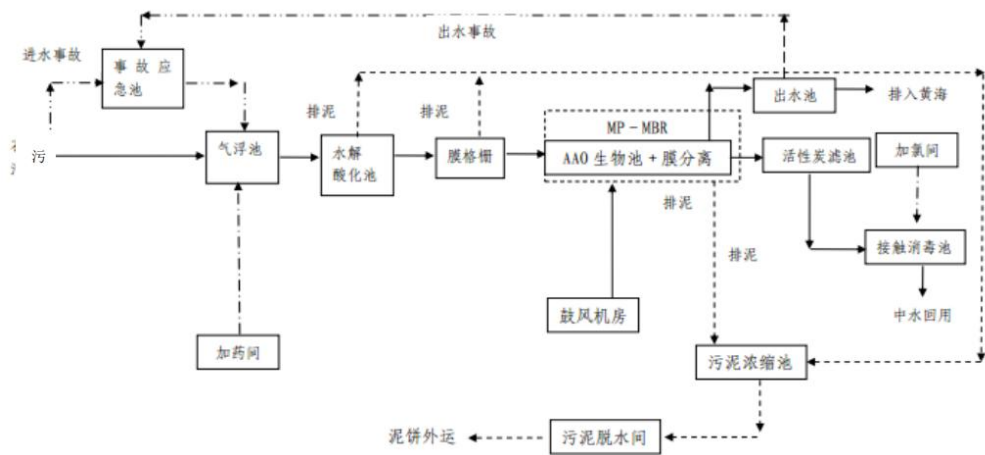 出水事故
进水事故
事故应
急池
出水池
排入黄海
排泥
排泥
MP-MBR
污
气浮池
水解
酸化池
膜格栅
AAO生物池+膜分离
活性炭滤池
加氯间
排泥
排泥
接触消毒池
鼓风机房
中水回用
加药间
污泥浓缩池
泥饼外运
污泥脱水间